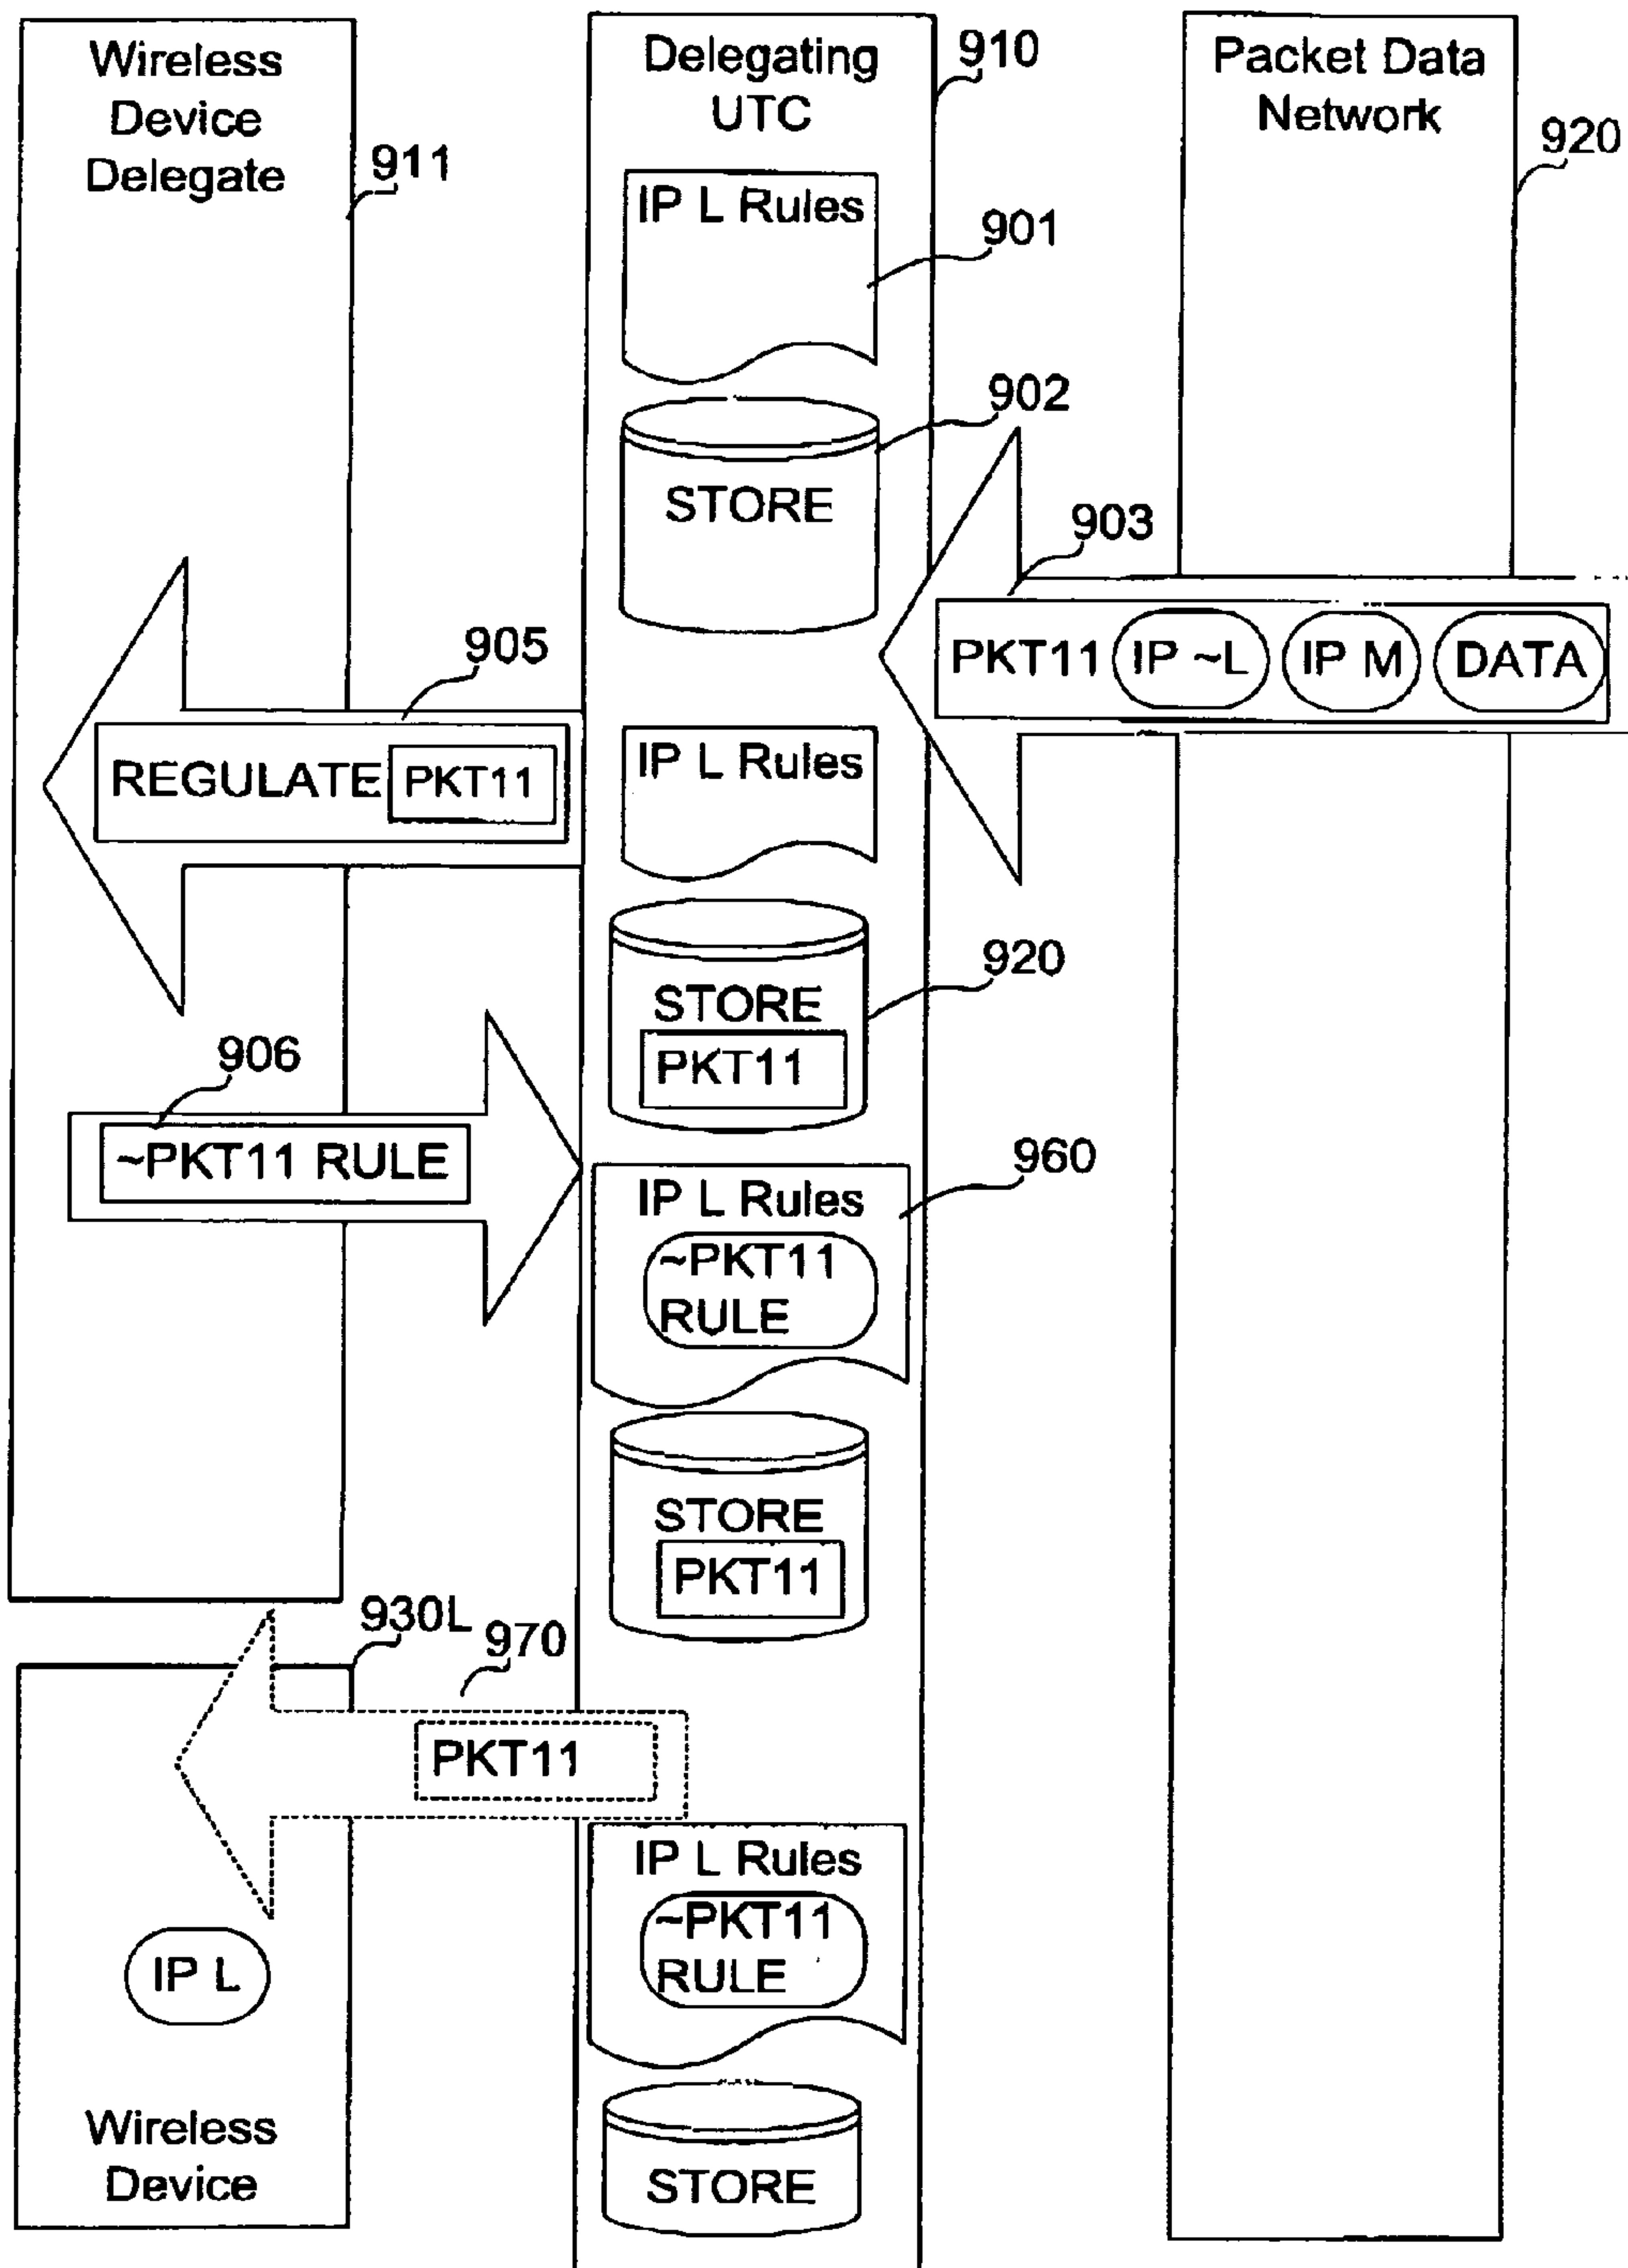 Wireless
Device
Delegate
911
Delegating
UTC
910
Packet Data
Network
920
IP L Rules
901
902
STORE
903
PKT11 IP ~L IP M DATA
905
REGULATE PKT11
IP L Rules
920
STORE
PKT11
906
~PKT11 RULE
960
IP L Rules
~PKT11
RULE
STORE
PKT11
930L
970
PKT11
IP L Rules
~PKT11
RULE
IP L
Wireless
Device
STORE